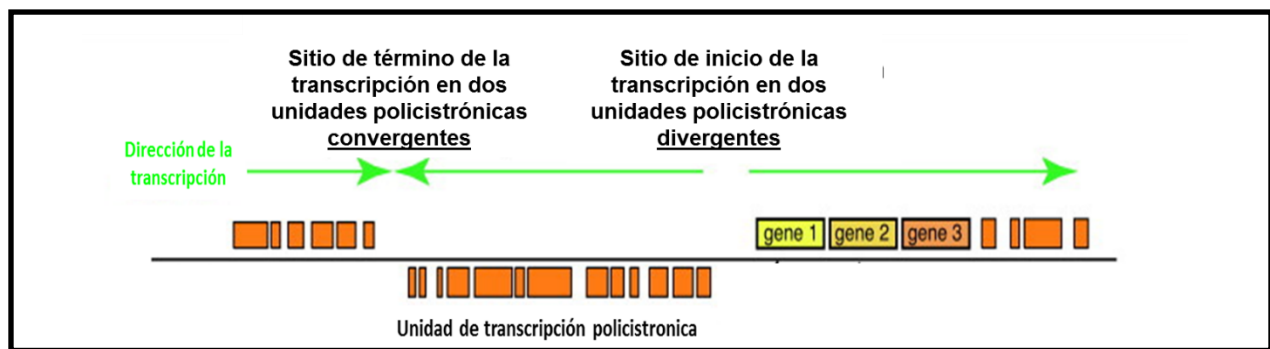 Sitio de término de la
transcripción en dos
unidades policistrónicas
convergentes
Sitio de inicio de la
transcripción en dos
unidades policistrónicas
divergentes
Dirección de la
transcripción
gene 1
gene 2
gene 3
Unidad de transcripción policistronica